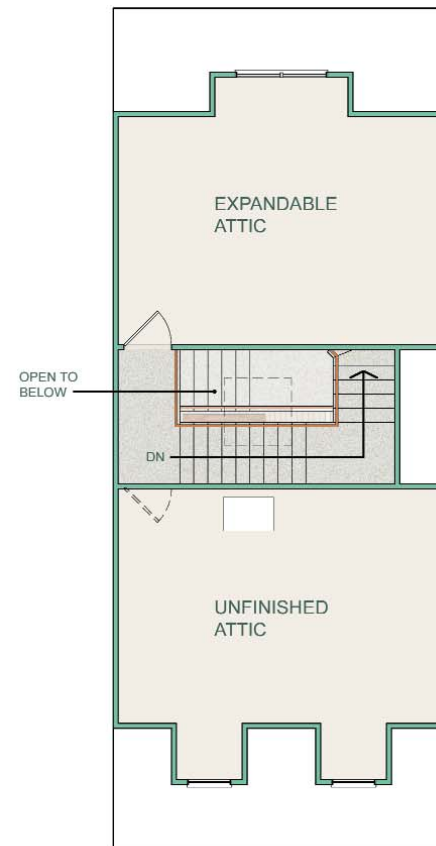 EXPANDABLE
ATTIC
OPEN TO
BELOW
DN
UNFINISHED
ATTIC